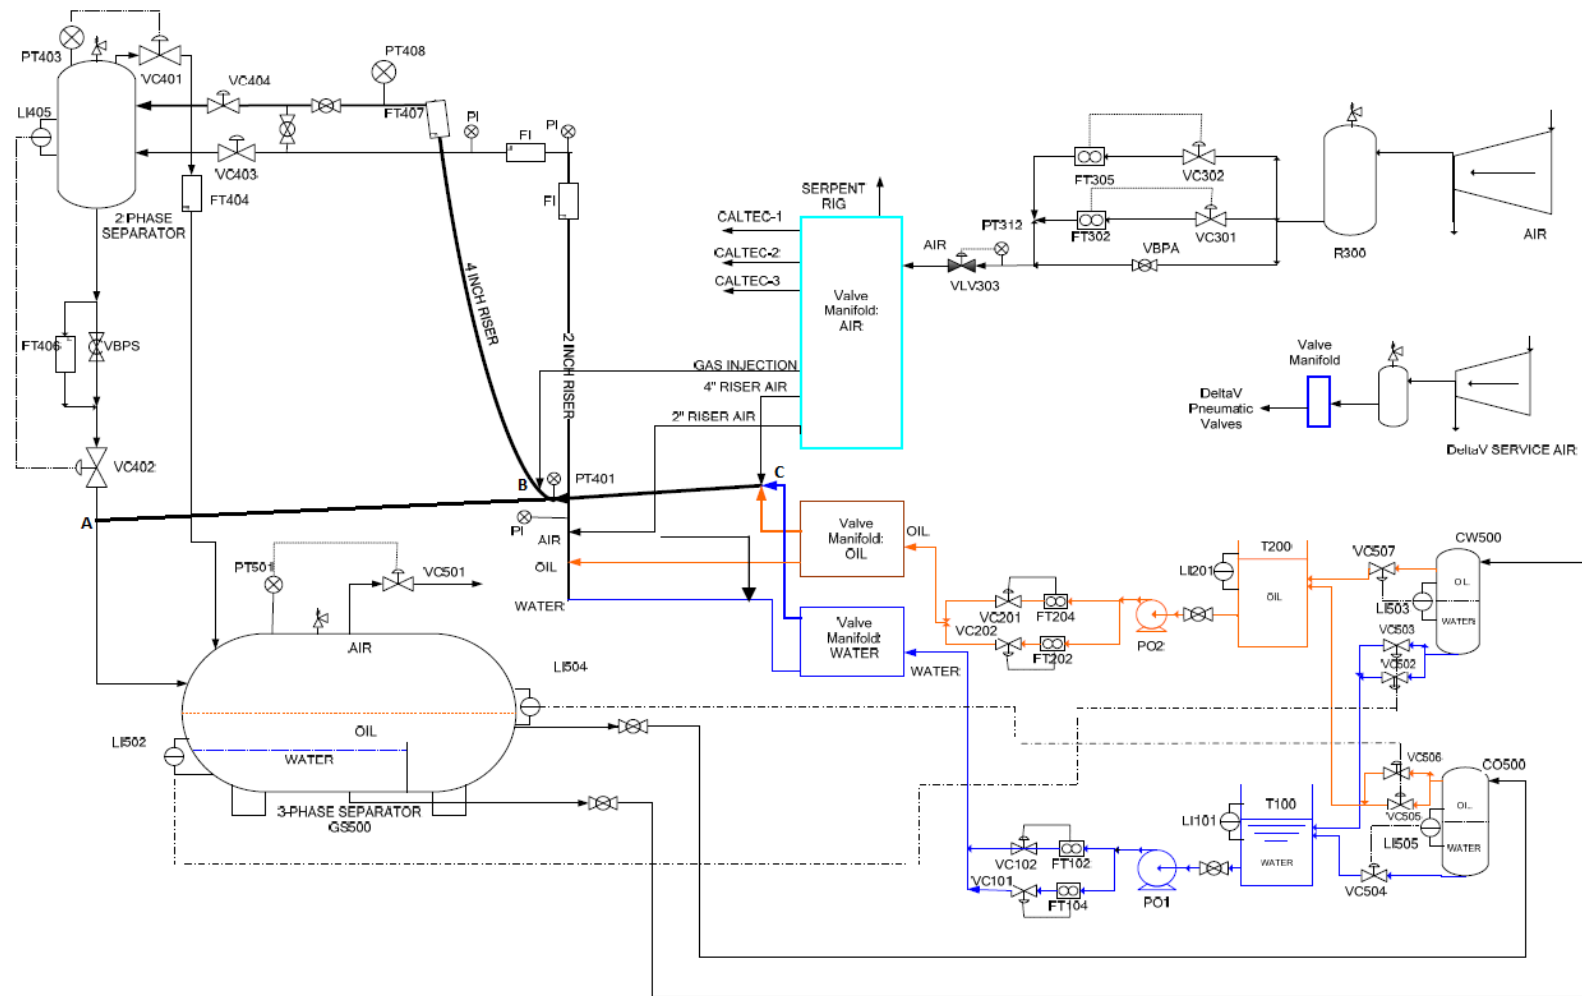 PT403
VC401
VC404
PT408
FT407
LI405
PI
FI
PI
VC403
FI
FT404
2 PHASE
SEPARATOR
4 INCH RISER
2 INCH RISER
FT406
VBPS
VC402
A
B
C
PT401
PI
AIR
OIL
WATER
SERPENT
RIG
CALTEC-1
CALTEC-2
CALTEC-3
Valve
Manifold:
AIR
GAS INJECTION
4" RISER AIR
2" RISER AIR
AIR
PT312
VLV303
FT305
VC302
FT302
VC301
VBPA
R300
AIR
Valve
Manifold
DeltaV
Pneumatic
Valves
DeltaV SERVICE AIR
Valve
Manifold:
OIL
OIL
Valve
Manifold:
WATER
WATER
VC201
FT204
VC202
FT202
PO2
LI201
T200
OIL
VC507
CW500
OIL
LI503
WATER
VC503
VC502
PT501
VC501
AIR
LI504
OIL
LI502
WATER
3-PHASE SEPARATOR
GS500
VC506
CO500
OIL
VC505
LI505
WATER
VC504
T100
LI101
WATER
VC102
FT102
VC101
FT104
PO1